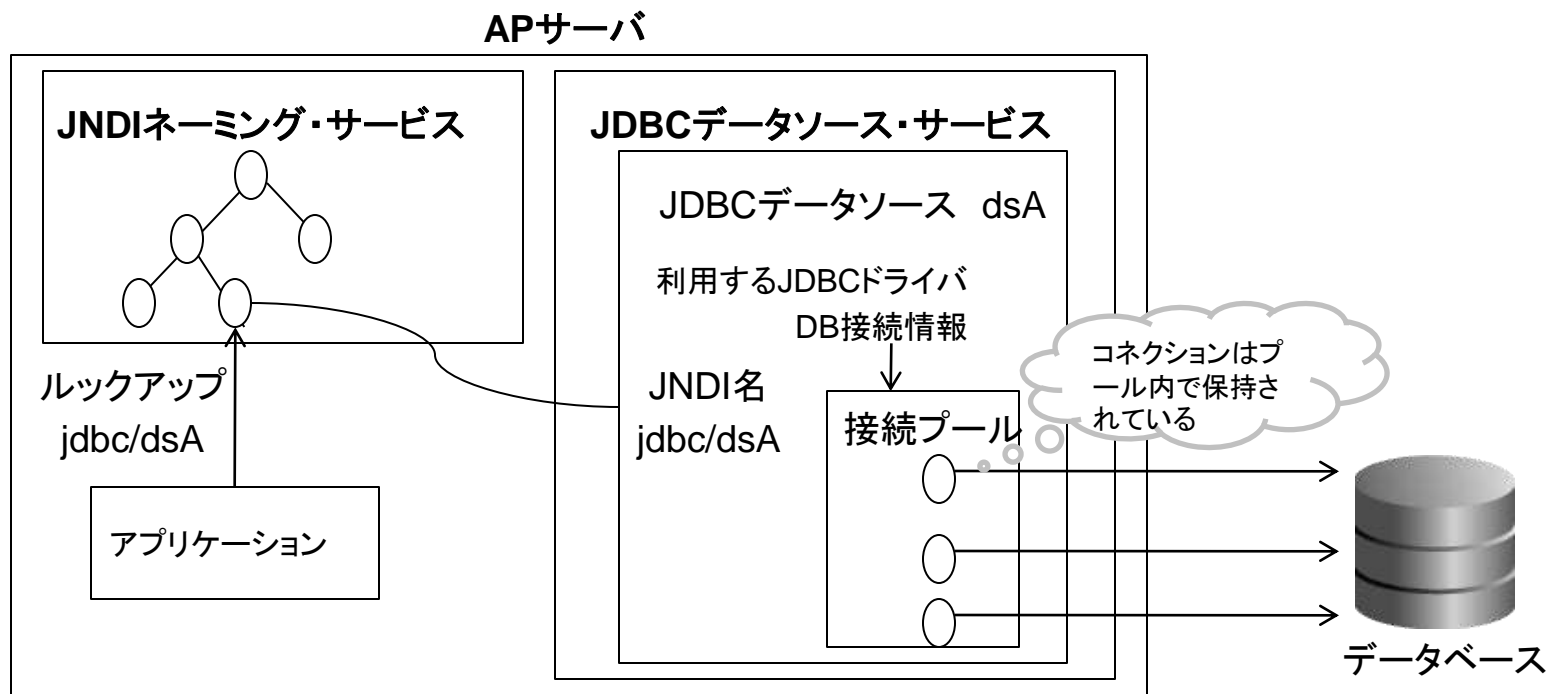 APサーバ
JNDIネーミング・サービス
JDBCデータソース・サービス
JDBCデータソース dsA
利用するJDBCドライバ
DB接続情報
コネクションはプ
ール内で保持さ
れている
ルックアップ
jdbc/dsA
JNDI名
jdbc/dsA
接続プール
アプリケーション
データベース